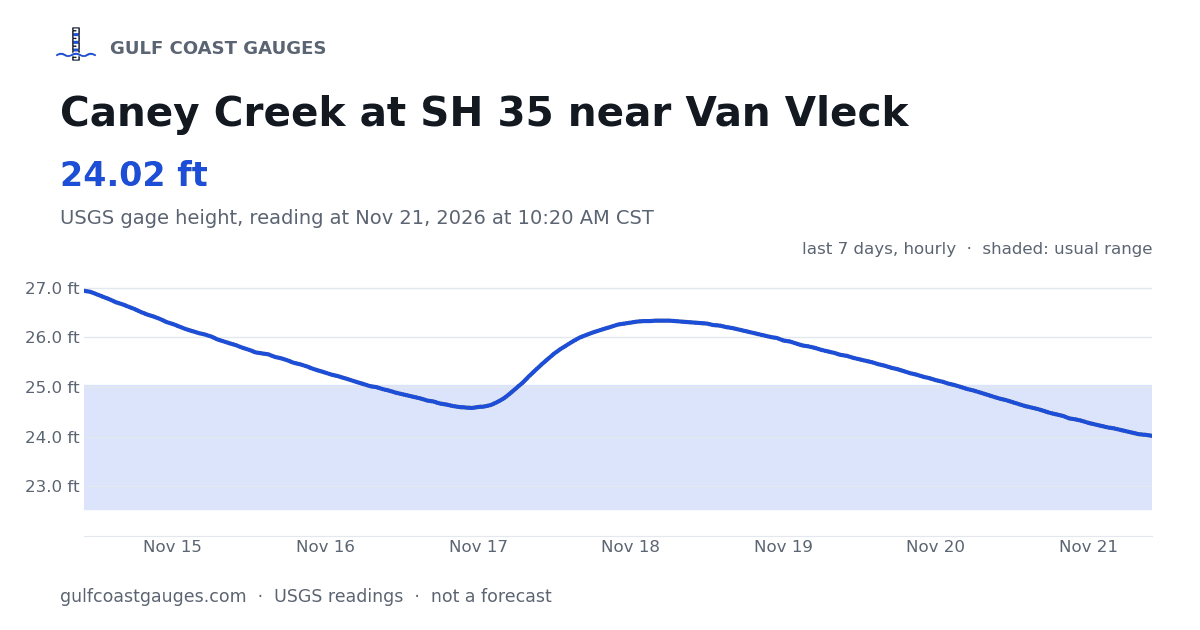 GULF COAST GAUGES
Caney Creek at SH 35 near Van Vleck
24.02 ft
USGS gage height, reading at Nov 21, 2026 at 10:20 AM CST
last 7 days, hourly · shaded: usual range
27.0 ft
26.0 ft
25.0 ft
24.0 ft
23.0 ft
Nov 15 Nov 16 Nov 17 Nov 18 Nov 19 Nov 20 Nov 21
gulfcoastgauges.com · USGS readings · not a forecast